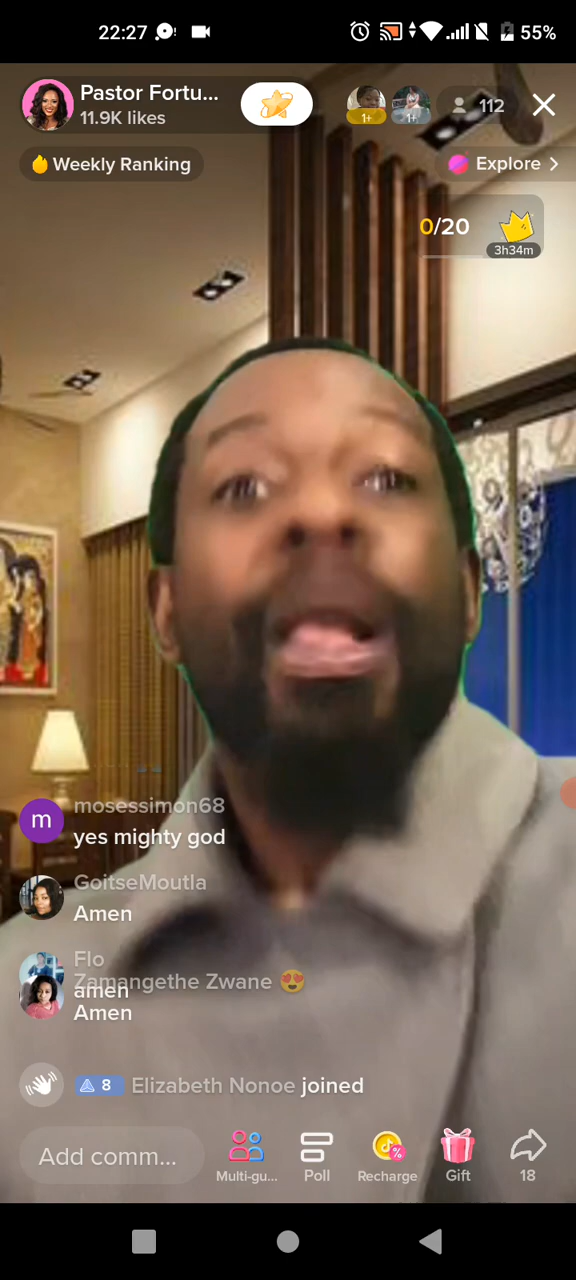 22:27
55%
Pastor Fortu...
11.9K likes
1+
1+
112
Weekly Ranking
Explore >
0/20
3h34m
mosessimon68
yes mighty god
GoitseMoutla
Amen
Flo
amen
Zamangethe Zwane 😍
Amen
8 Elizabeth Nonoe joined
Add comm...
Multi-gu...
Poll
Recharge
Gift
18